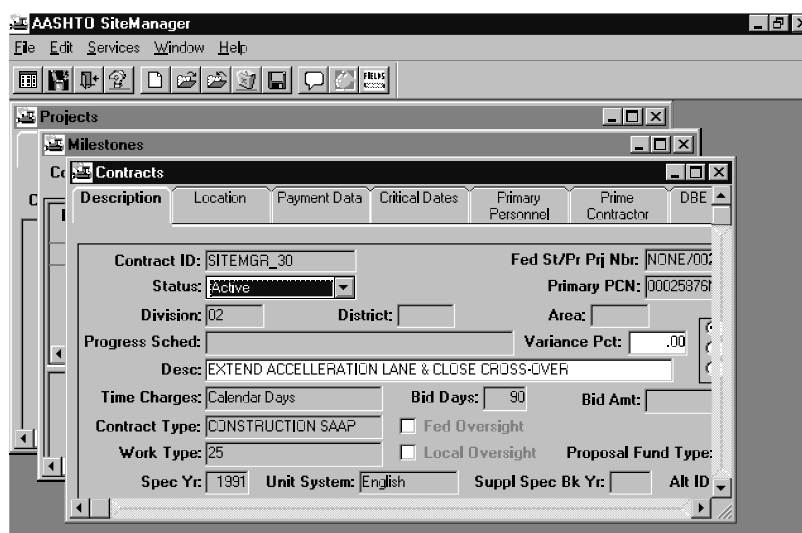 AASHTO SiteManager
File Edit Services Window Help
FIELDS
Projects
Milestones
Contracts
Description Location Payment Data Critical Dates Primary Personnel Prime Contractor DBE
Contract ID: SITEMGR_30 Fed St/Pr Prj Nbr: NONE/002
Status: Active Primary PCN: 00025876
Division: 02 District: Area:
Progress Sched: Variance Pct: .00
Desc: EXTEND ACCELLERATION LANE & CLOSE CROSS-OVER
Time Charges: Calendar Days Bid Days: 90 Bid Amt:
Contract Type: CONSTRUCTION SAAP Fed Oversight
Work Type: 25 Local Oversight Proposal Fund Type:
Spec Yr: 1991 Unit System: English Suppl Spec Bk Yr: Alt ID